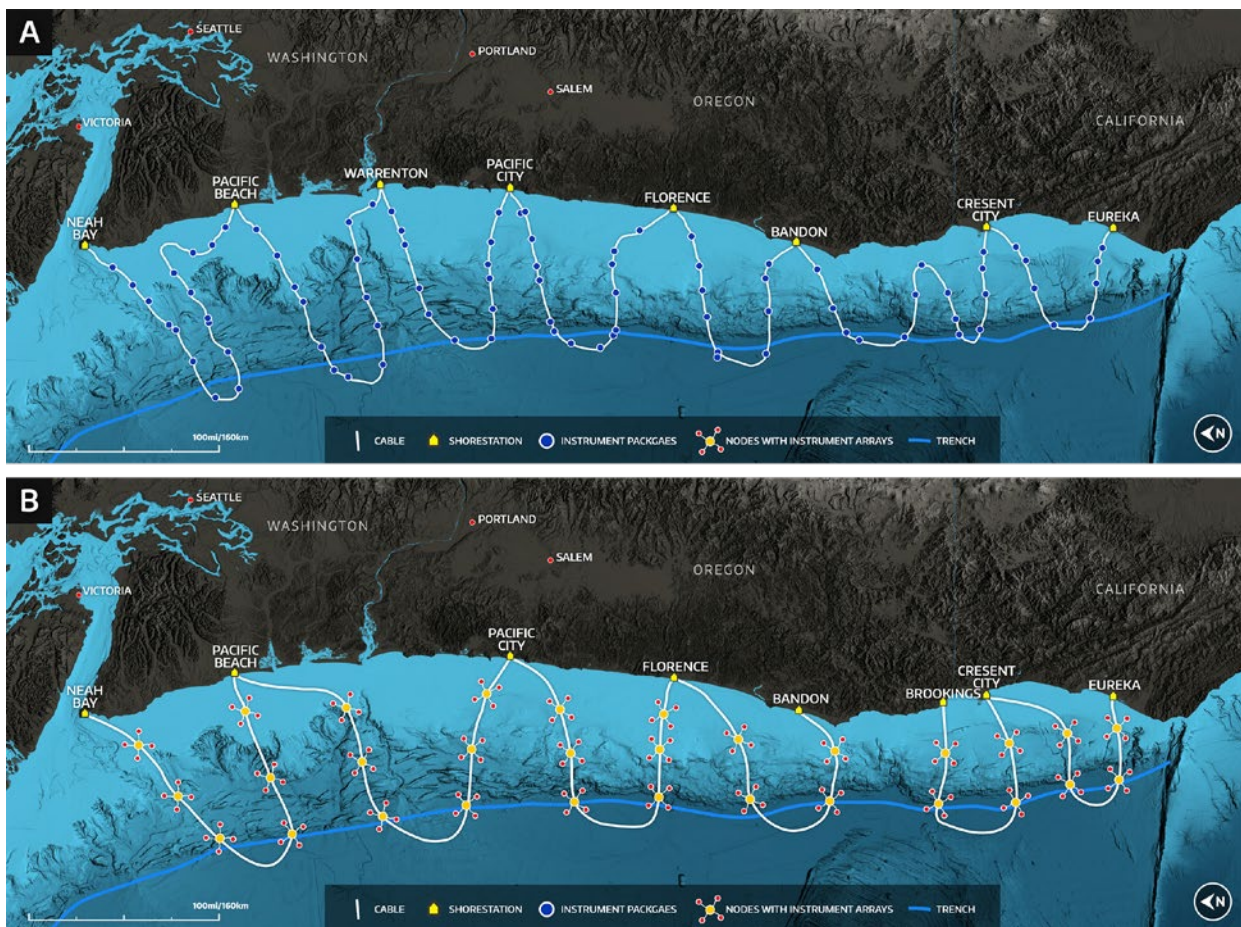 A
SEATTLE
WASHINGTON
PORTLAND
SALEM
OREGON
VICTORIA
CALIFORNIA
PACIFIC
BEACH
WARRENTON
PACIFIC
CITY
FLORENCE
NEAH
BAY
BANDON
CRESENT
CITY
EUREKA
100mi/160km
CABLE
SHORESTATION
INSTRUMENT PACKGAES
NODES WITH INSTRUMENT ARRAYS
TRENCH
N
B
SEATTLE
WASHINGTON
PORTLAND
SALEM
OREGON
VICTORIA
CALIFORNIA
PACIFIC
BEACH
PACIFIC
CITY
FLORENCE
NEAH
BAY
BANDON
BROOKINGS
CRESENT
CITY
EUREKA
100mi/160km
CABLE
SHORESTATION
INSTRUMENT PACKGAES
NODES WITH INSTRUMENT ARRAYS
TRENCH
N